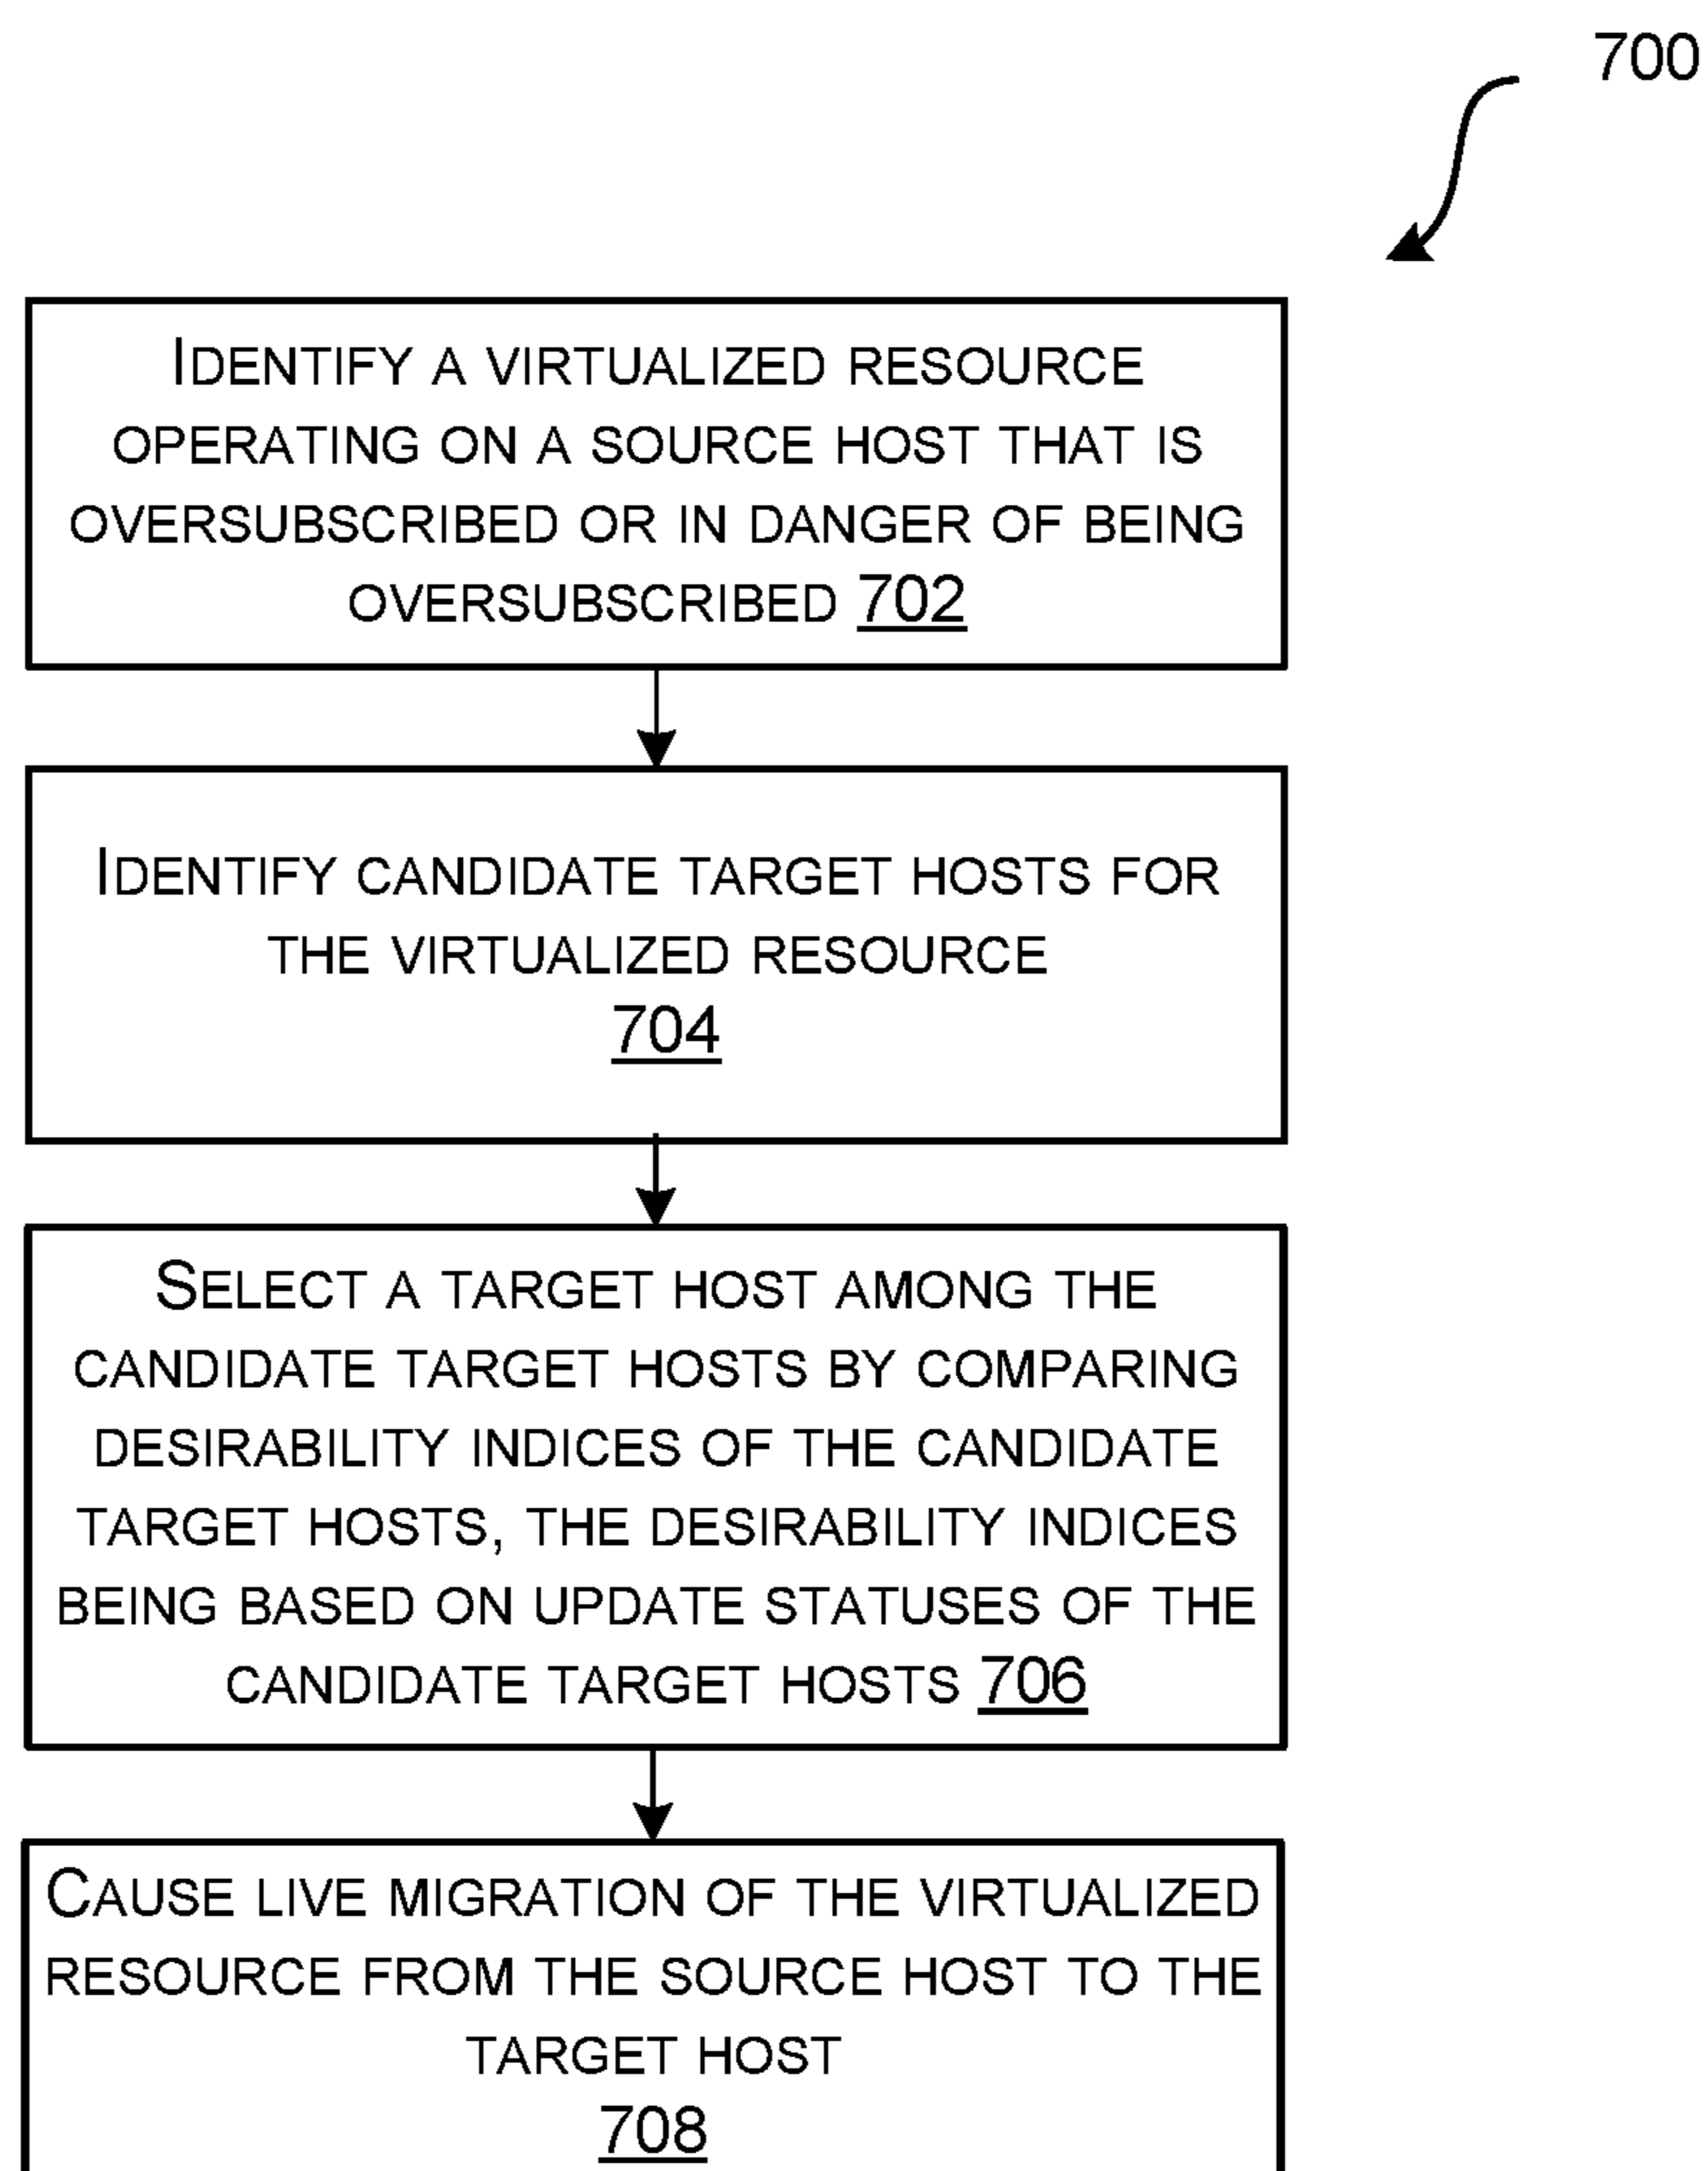 700
Identify a virtualized resource
operating on a source host that is
oversubscribed or in danger of being
oversubscribed 702
Identify candidate target hosts for
the virtualized resource
704
Select a target host among the
candidate target hosts by comparing
desirability indices of the candidate
target hosts, the desirability indices
being based on update statuses of the
candidate target hosts 706
Cause live migration of the virtualized
resource from the source host to the
target host
708